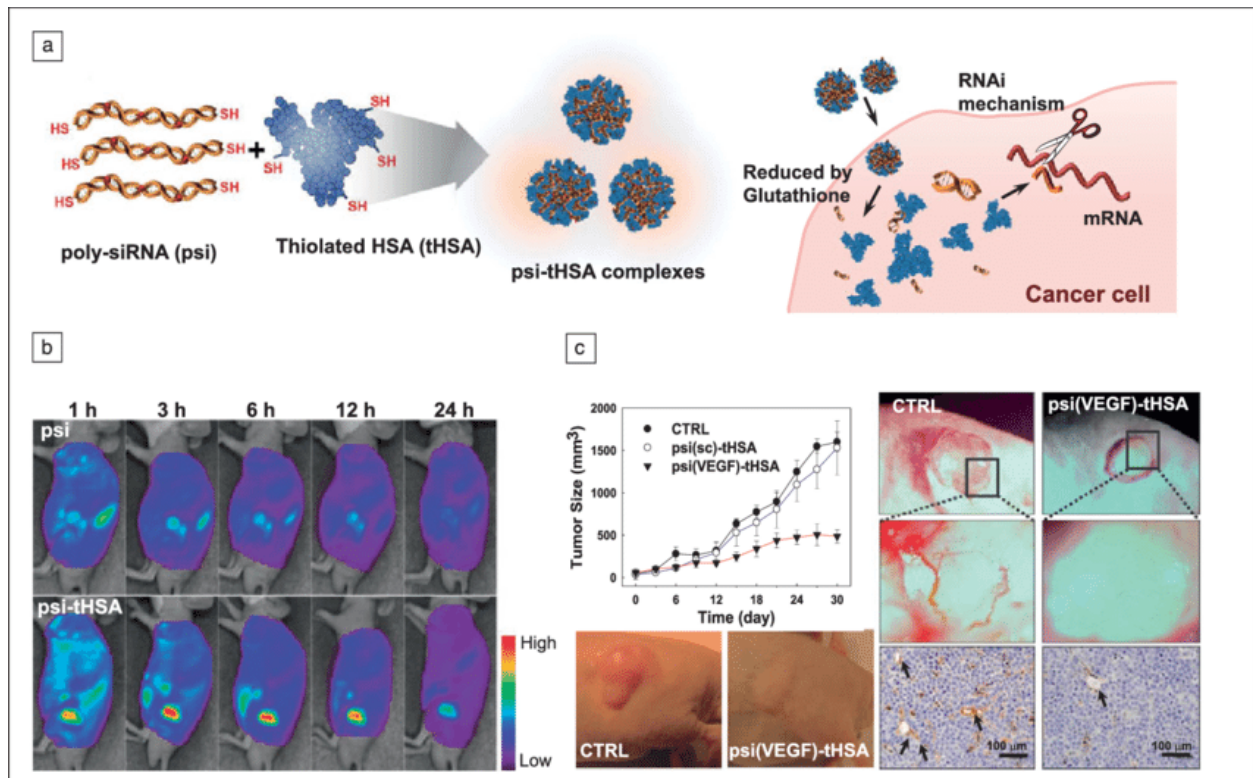 a
HS
SH
HS
SH
HS
SH
+
SH
SH
SH
SH
poly-siRNA (psi)
Thiolated HSA (tHSA)
psi-tHSA complexes
RNAi
mechanism
Reduced by
Glutathione
mRNA
Cancer cell
b
1 h 3 h 6 h 12 h 24 h
psi
psi-tHSA
High
Low
c
Tumor Size (mm³)
2000
1500
1000
500
0
CTRL
psi(sc)-tHSA
psi(VEGF)-tHSA
0 6 12 18 24 30
Time (day)
CTRL
psi(VEGF)-tHSA
CTRL
psi(VEGF)-tHSA
100 μm
100 μm